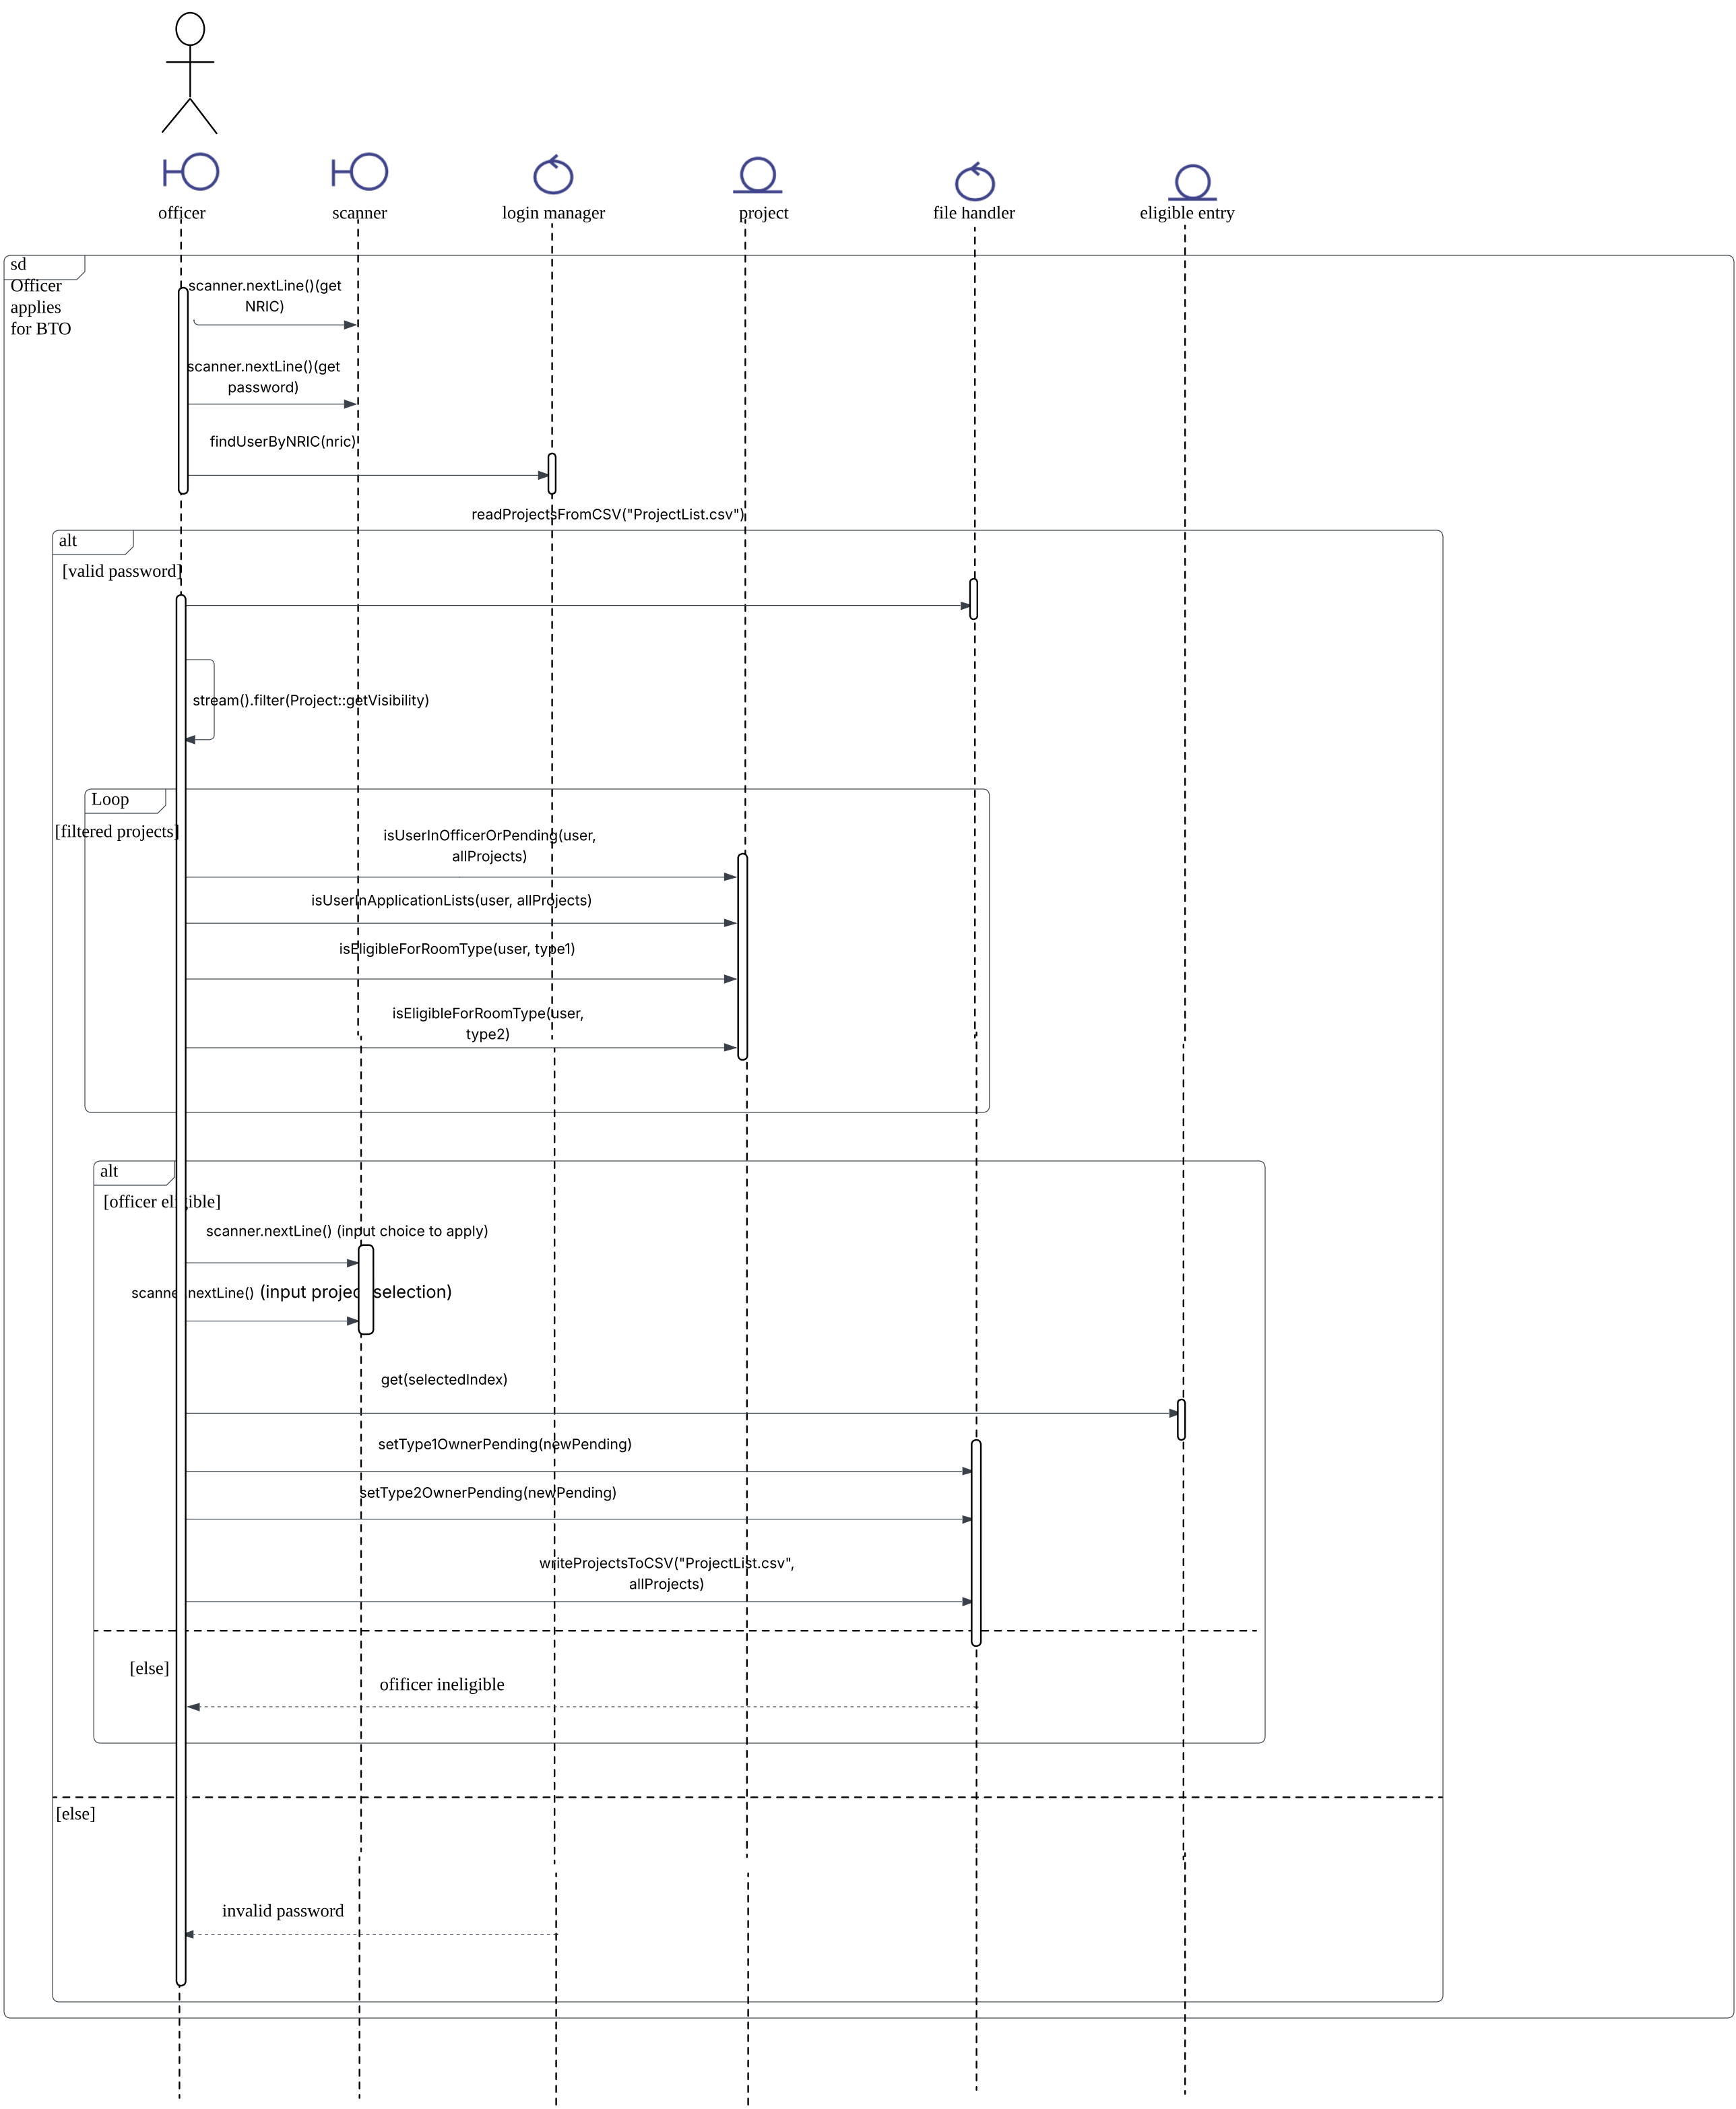 officer
scanner
login manager
project
file handler
eligible entry
sd
Officer
applies
for BTO
scanner.nextLine()(get
NRIC)
scanner.nextLine()(get
password)
findUserByNRIC(nric)
readProjectsFromCSV("ProjectList.csv")
alt
[valid password]
stream().filter(Project::getVisibility)
Loop
[filtered projects]
isUserInOfficerOrPending(user,
allProjects)
isUserInApplicationLists(user, allProjects)
isEligibleForRoomType(user, type1)
isEligibleForRoomType(user,
type2)
alt
[officer eligible]
scanner.nextLine() (input choice to apply)
scanner.nextLine() (input project selection)
get(selectedIndex)
setType1OwnerPending(newPending)
setType2OwnerPending(newPending)
writeProjectsToCSV("ProjectList.csv",
allProjects)
[else]
ofificer ineligible
[else]
invalid password